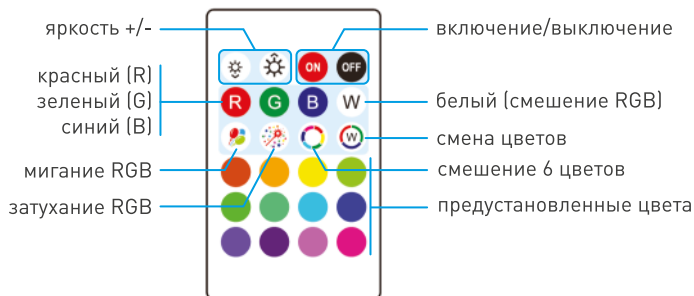 яркость +/-
включение/выключение
ON OFF
красный (R)
зеленый (G)
синий (B)
R G B W
белый (смешение RGB)
(W)
смена цветов
мигание RGB
смешение 6 цветов
затухание RGB
предустановленные цвета